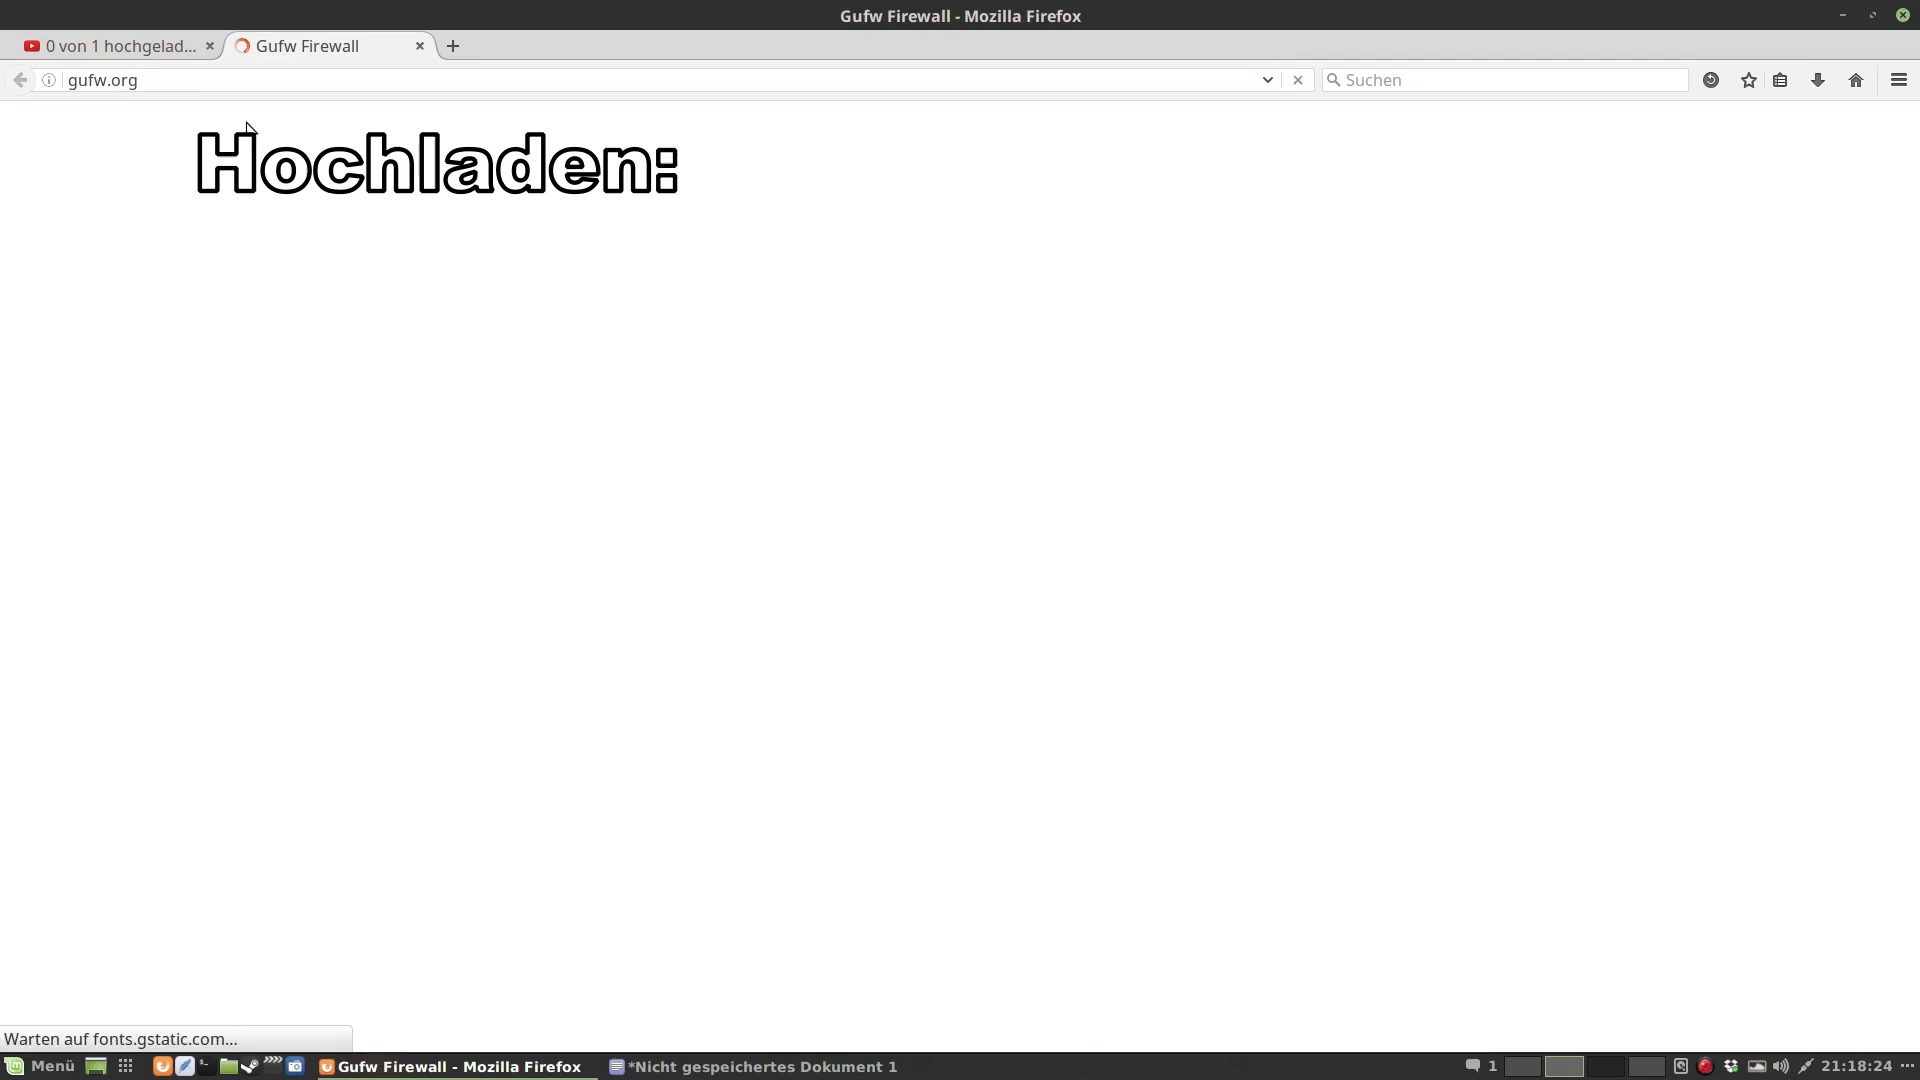 Gufw Firewall - Mozilla Firefox
0 von 1 hochgelad...
Gufw Firewall
gufw.org
Suchen
Hochladen:
Warten auf fonts.gstatic.com...
Menü
Gufw Firewall - Mozilla Firefox
*Nicht gespeichertes Dokument 1
1
21:18:24